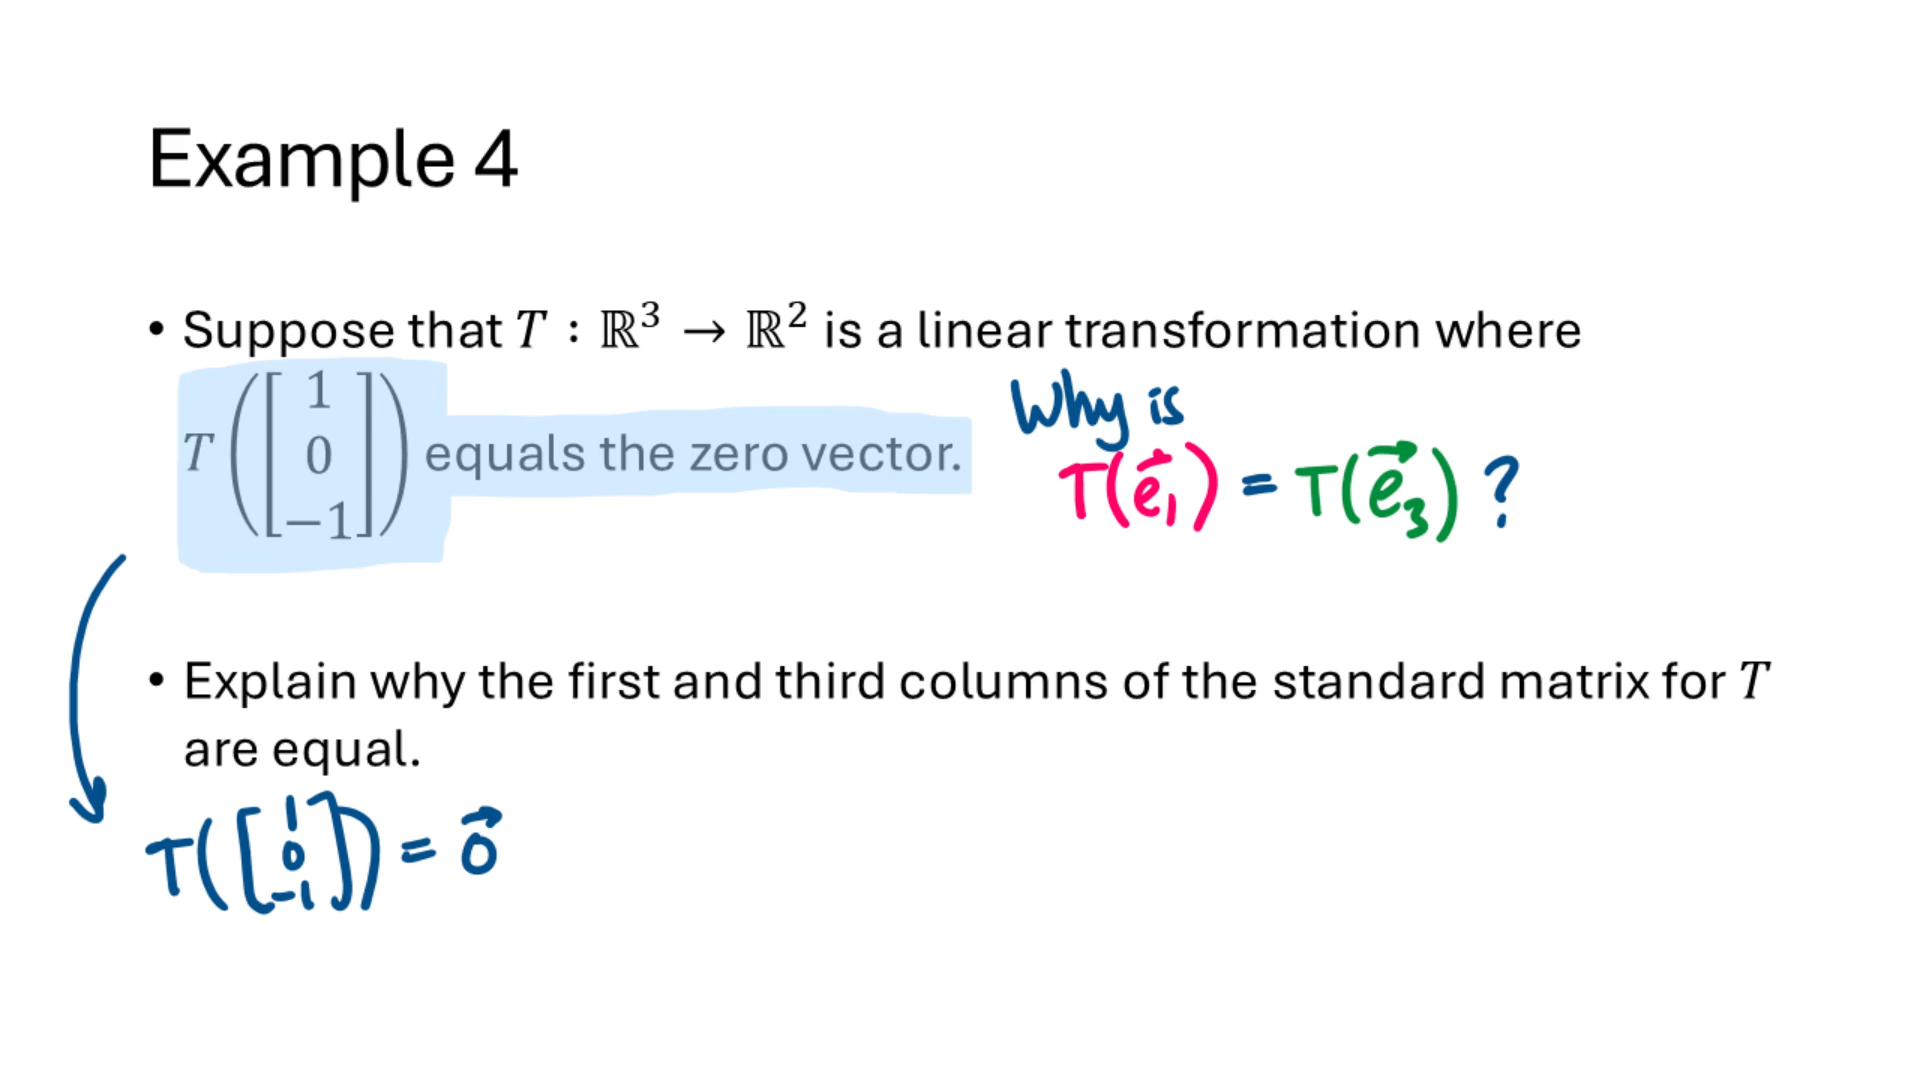 Example 4
• Suppose that 𝑇 : ℝ³ → ℝ² is a linear transformation where
𝑇([1 0 −1]) equals the zero vector.
Why is
T(e⃗₁) = T(e⃗₃) ?
• Explain why the first and third columns of the standard matrix for 𝑇
are equal.
T([1 0 -1]) = 0⃗